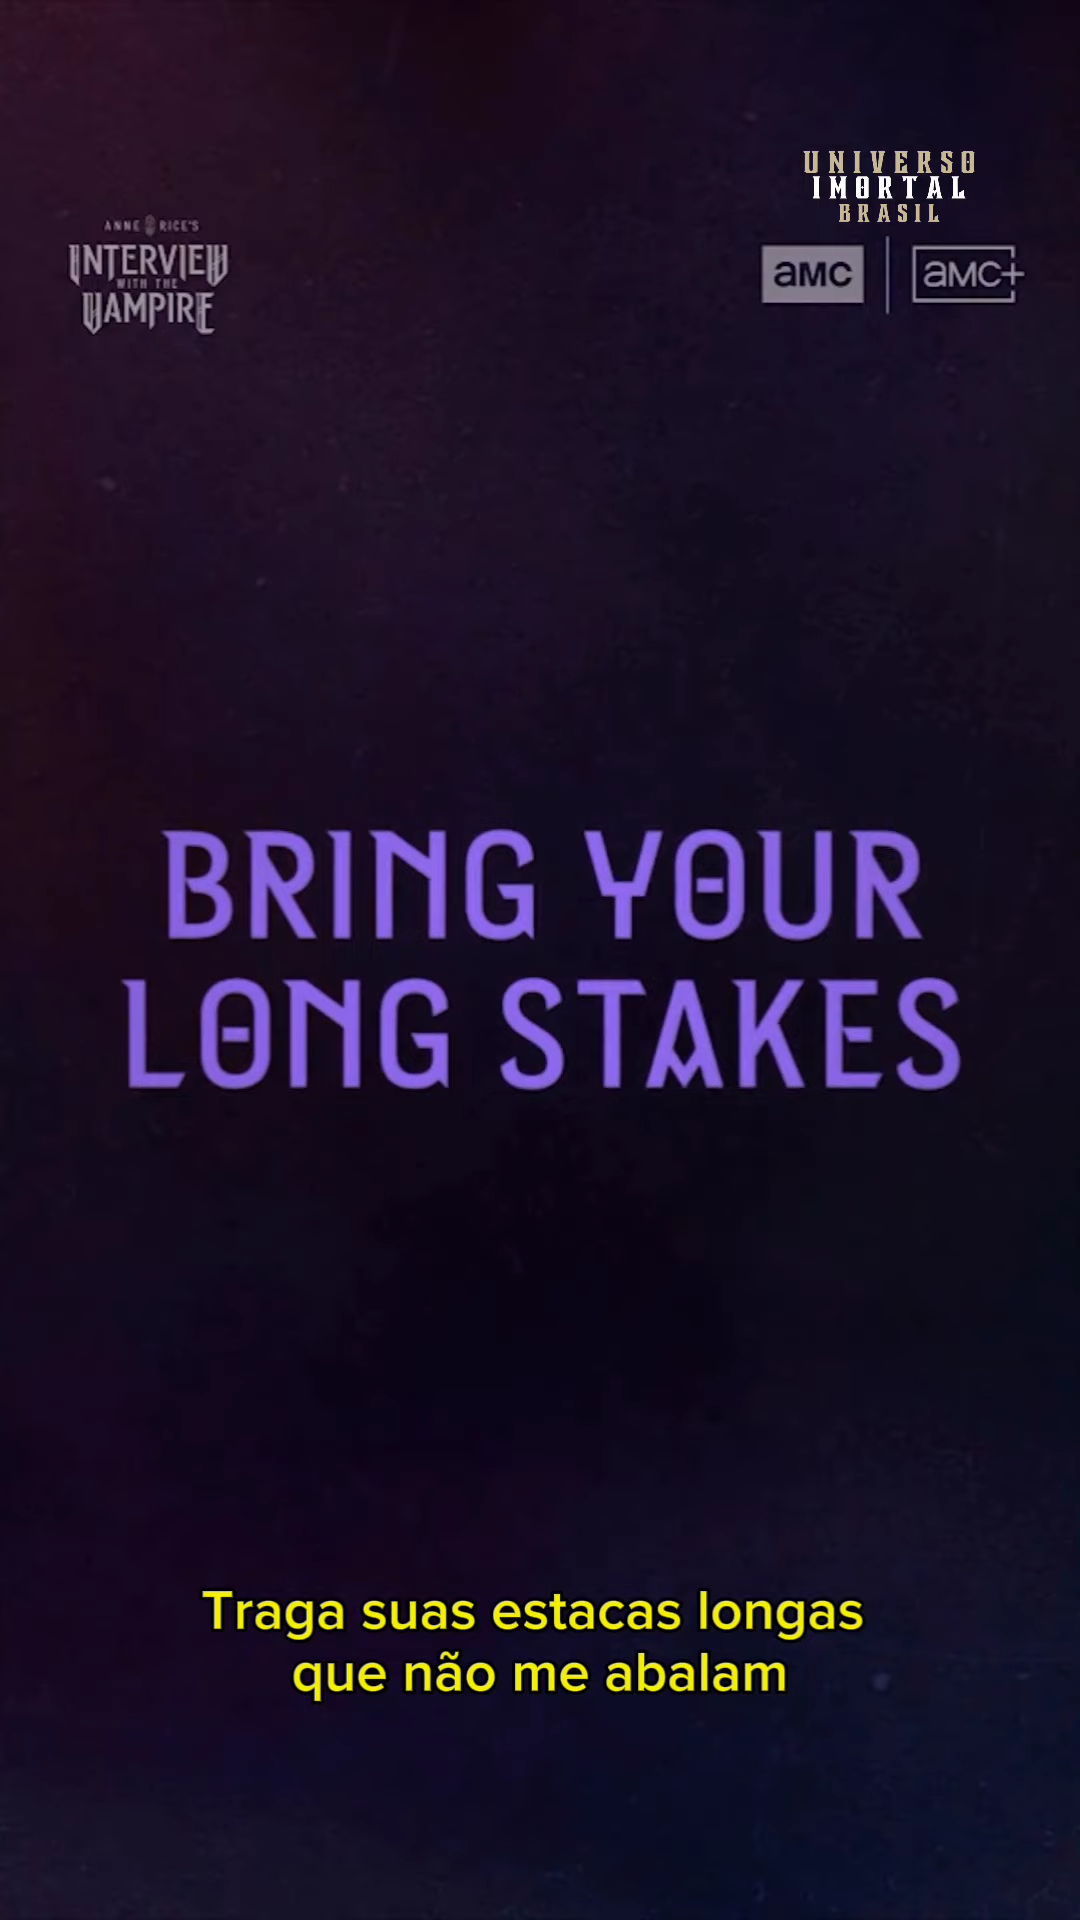 UNIVERSO
IMORTAL
BRASIL
ANNE RICE'S
INTERVIEW
WITH THE
VAMPIRE
aMC
aMC+
BRING YOUR
LONG STAKES
Traga suas estacas longas
que não me abalam